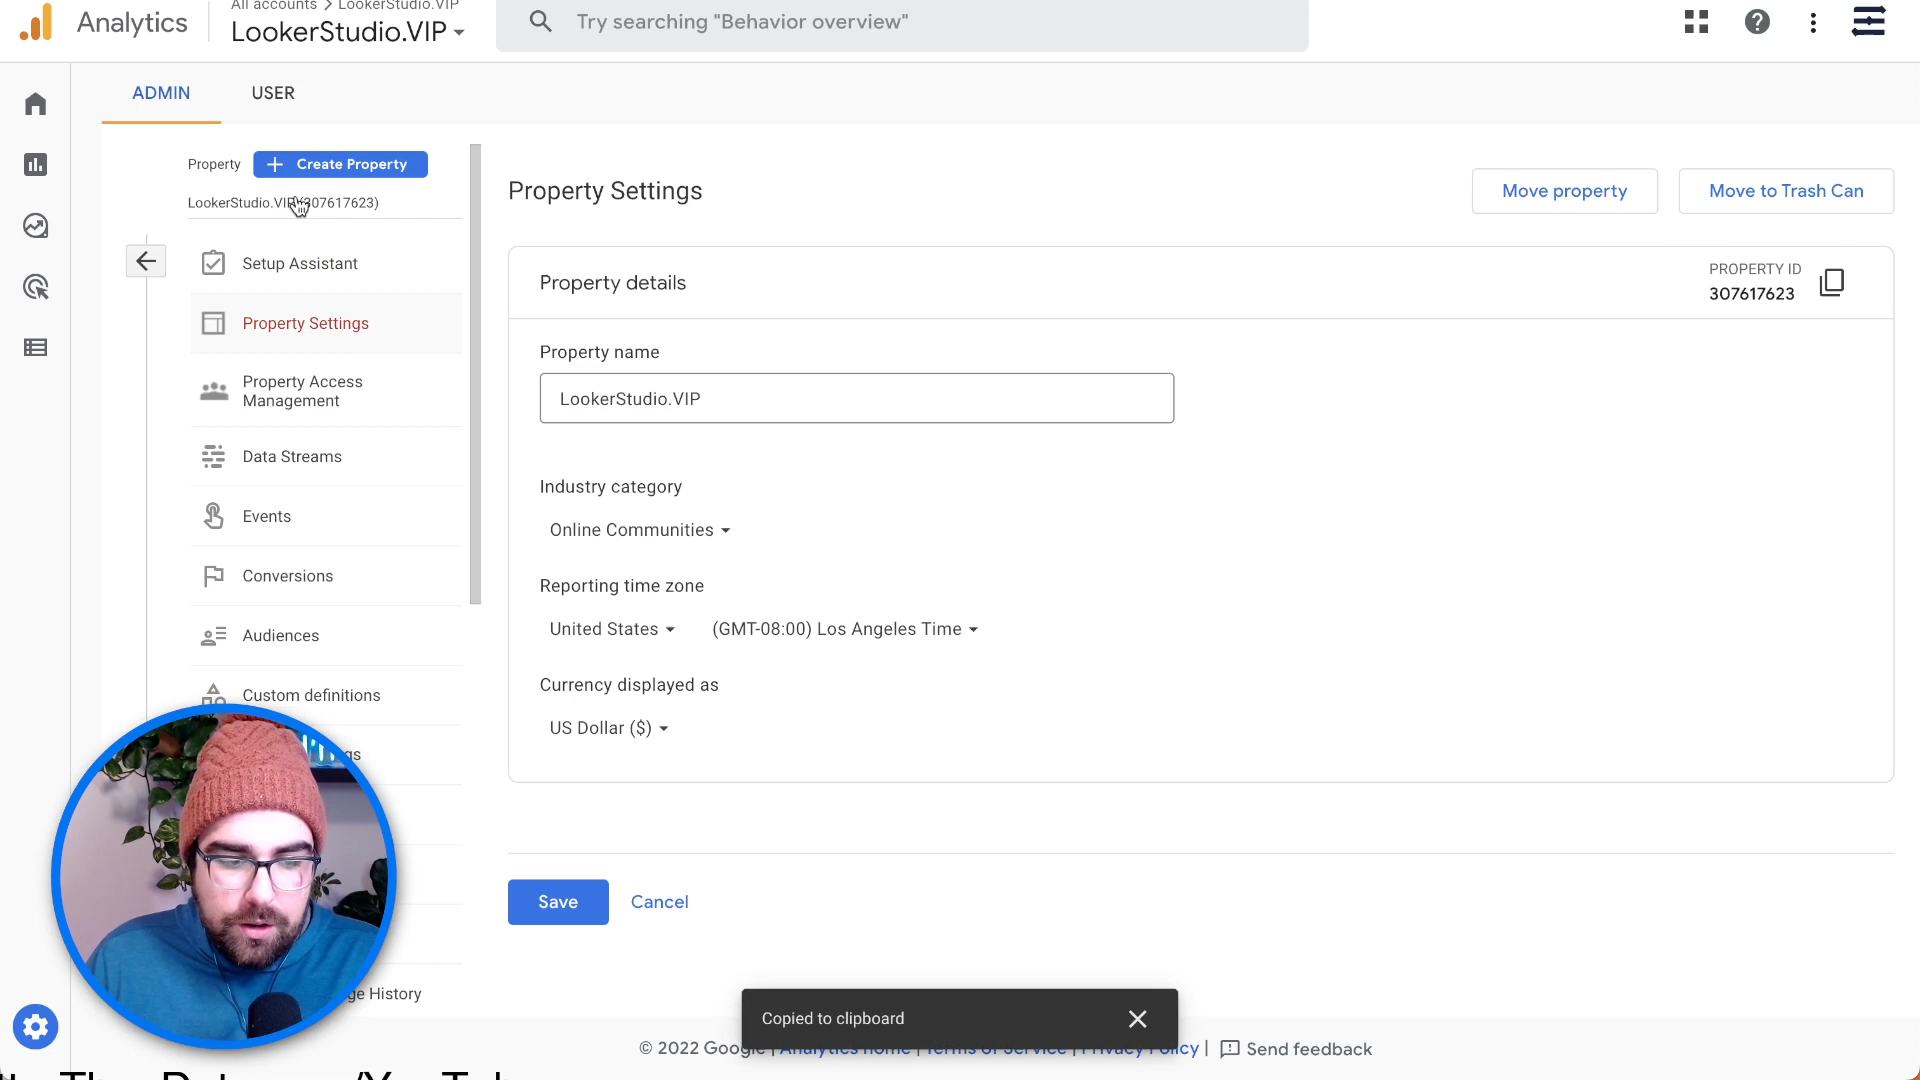 All accounts > LookerStudio.VIP
Analytics
LookerStudio.VIP
Try searching "Behavior overview"
ADMIN
USER
Property
Create Property
LookerStudio.VIP (307617623)
Setup Assistant
Property Settings
Property Access
Management
Data Streams
Events
Conversions
Audiences
Custom definitions
Property Settings
Move property
Move to Trash Can
Property details
PROPERTY ID
307617623
Property name
LookerStudio.VIP
Industry category
Online Communities
Reporting time zone
United States
(GMT-08:00) Los Angeles Time
Currency displayed as
US Dollar ($)
Save
Cancel
History
Copied to clipboard
© 2022 Google | Analytics home | Terms of Service | Privacy Policy | Send feedback